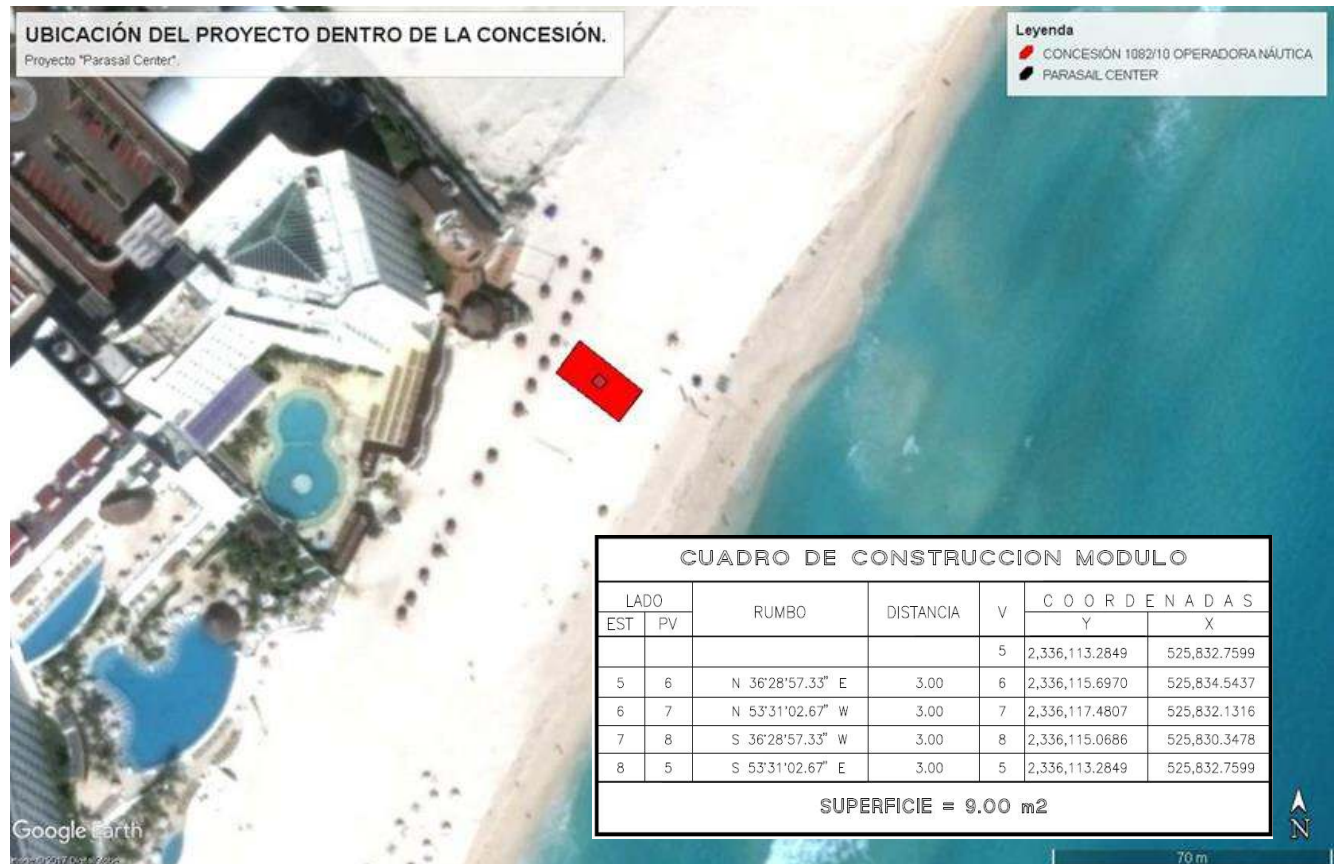 UBICACIÓN DEL PROYECTO DENTRO DE LA CONCESIÓN.
Proyecto "Parasail Center".
Leyenda
CONCESIÓN 1082/10 OPERADORA NÁUTICA
PARASAIL CENTER
CUADRO DE CONSTRUCCION MODULO
LADO RUMBO DISTANCIA V COORDENADAS
EST PV Y X
5 2,336,113.2849 525,832.7599
5 6 N 36°28'57.33" E 3.00 6 2,336,115.6970 525,834.5437
6 7 N 53°31'02.67" W 3.00 7 2,336,117.4807 525,832.1316
7 8 S 36°28'57.33" W 3.00 8 2,336,115.0686 525,830.3478
8 5 S 53°31'02.67" E 3.00 5 2,336,113.2849 525,832.7599
SUPERFICIE = 9.00 m2
N
Google Earth
70 m